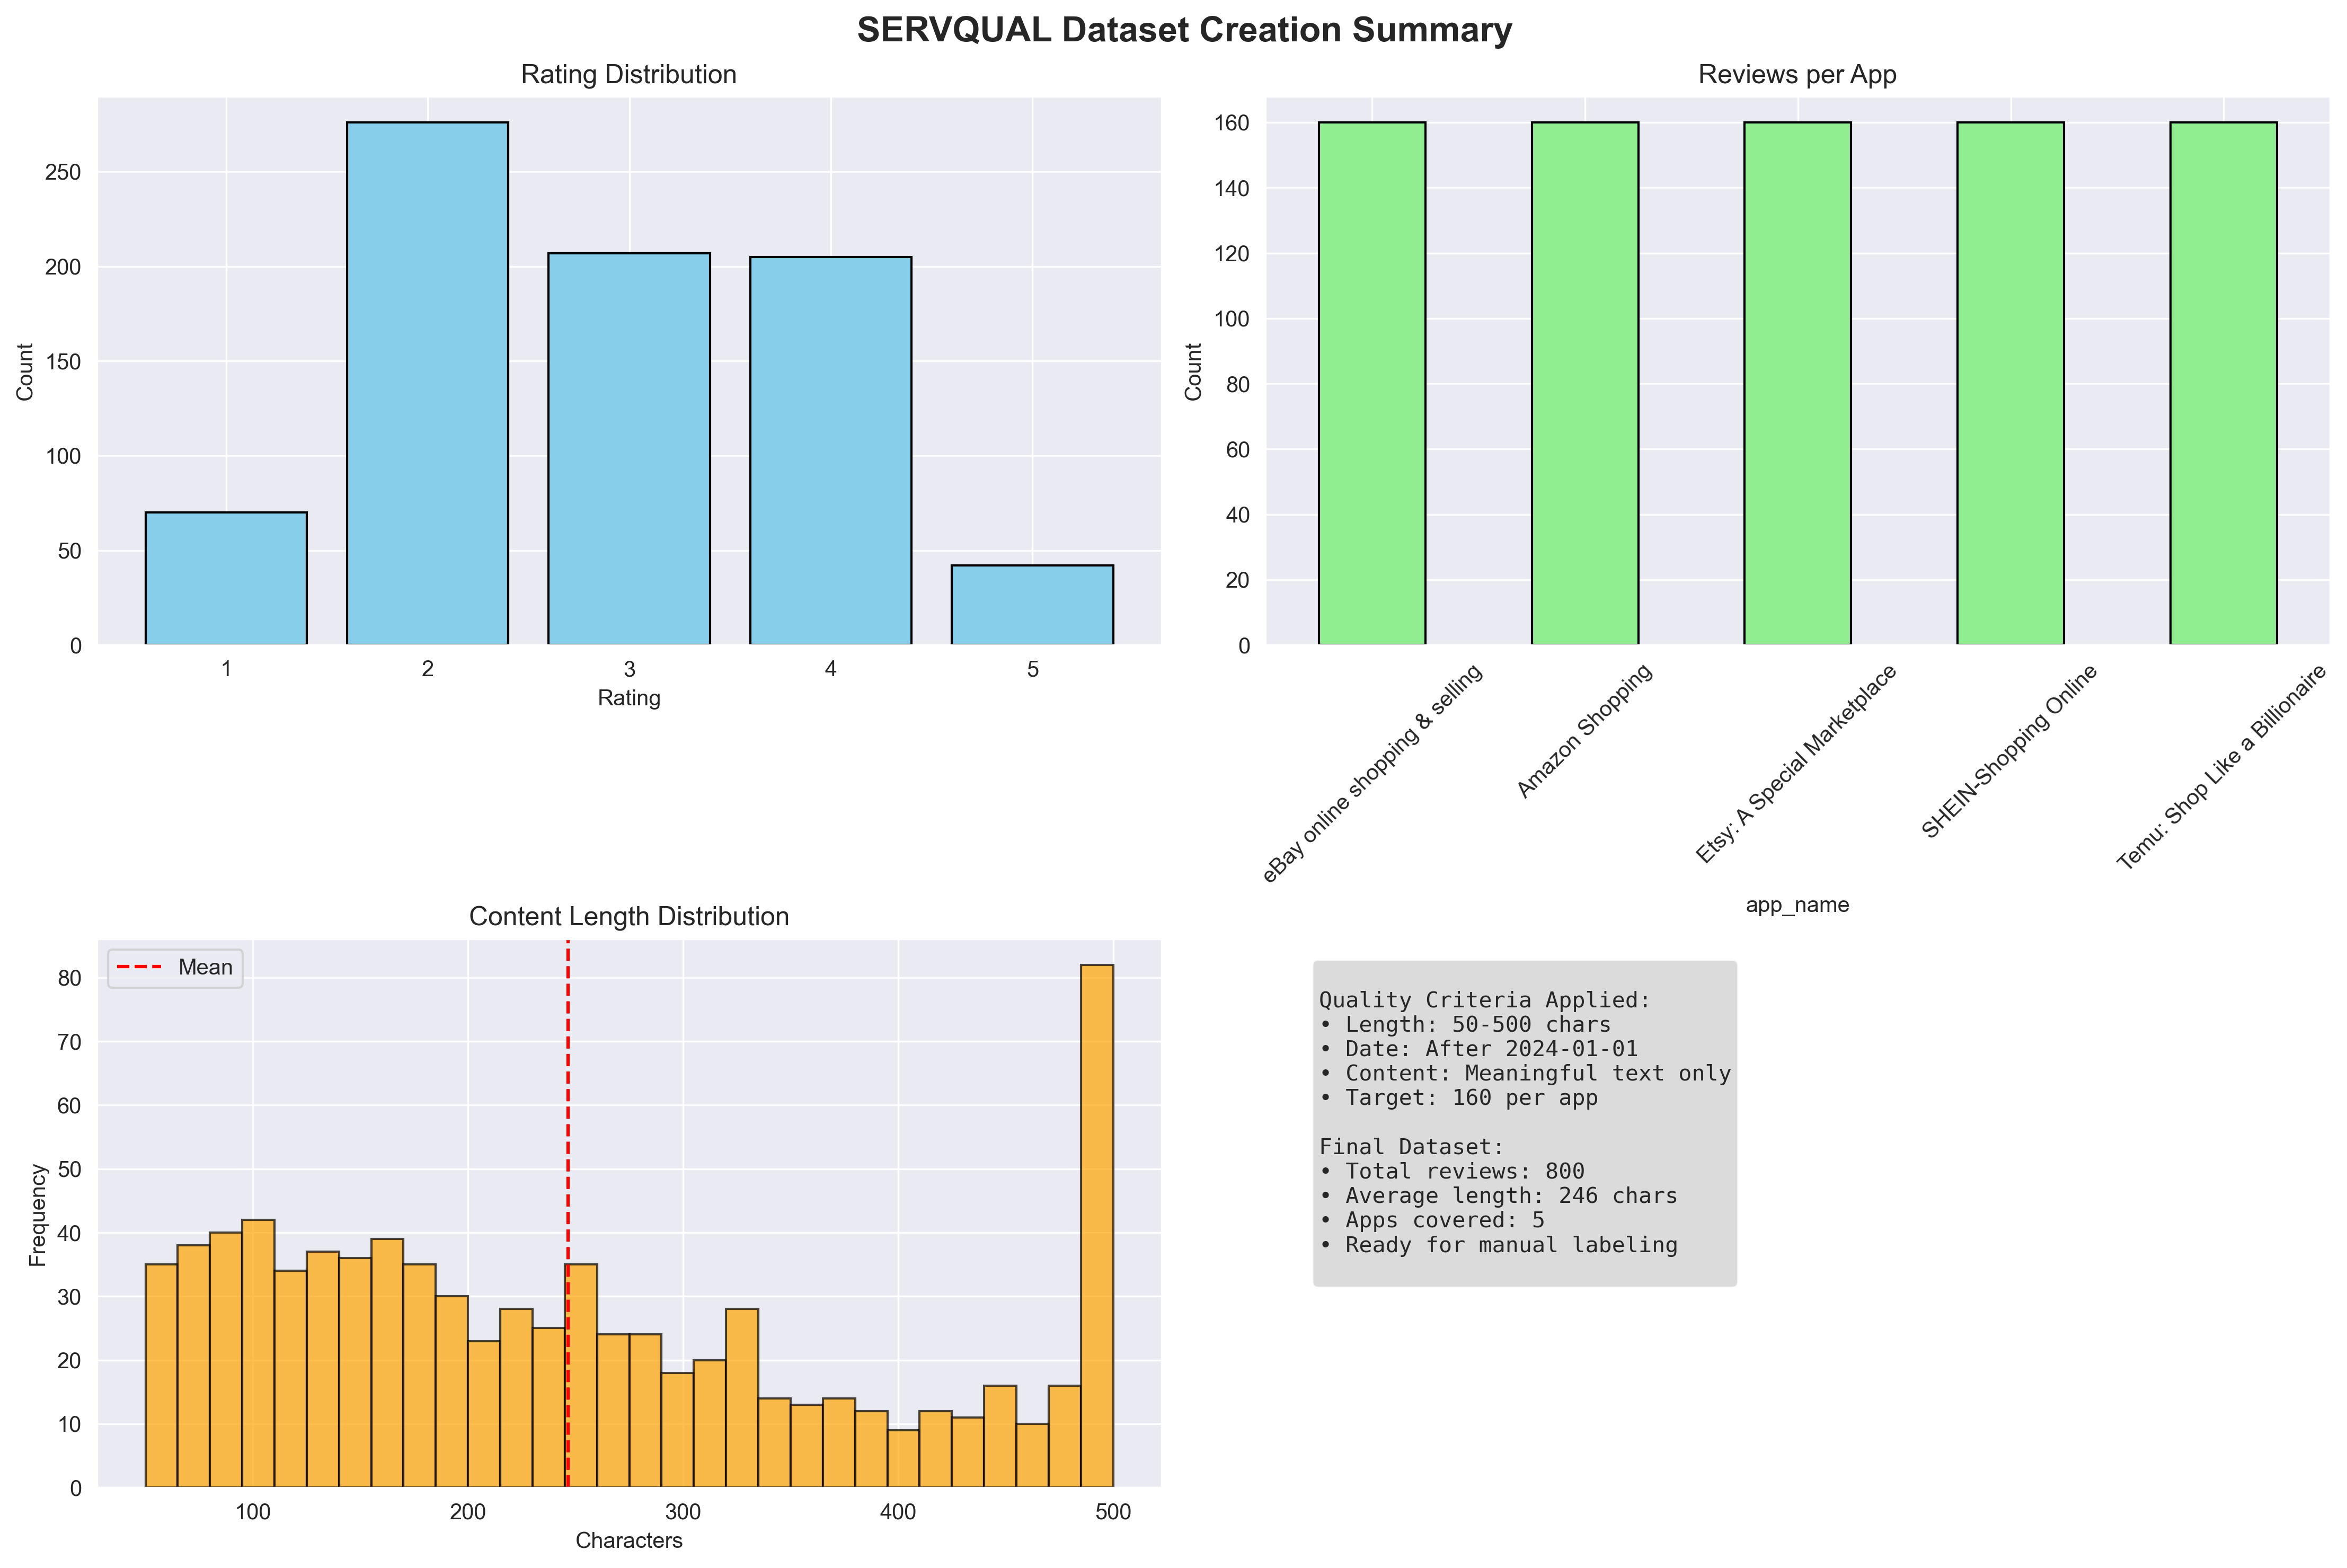 SERVQUAL Dataset Creation Summary
Rating Distribution
Count
250
200
150
100
50
0
1 2 3 4 5
Rating
Reviews per App
Count
160
140
120
100
80
60
40
20
0
eBay online shopping & selling
Amazon Shopping
Etsy: A Special Marketplace
SHEIN-Shopping Online
Temu: Shop Like a Billionaire
app_name
Content Length Distribution
Mean
Frequency
80
70
60
50
40
30
20
10
0
100 200 300 400 500
Characters
Quality Criteria Applied:
• Length: 50-500 chars
• Date: After 2024-01-01
• Content: Meaningful text only
• Target: 160 per app
Final Dataset:
• Total reviews: 800
• Average length: 246 chars
• Apps covered: 5
• Ready for manual labeling